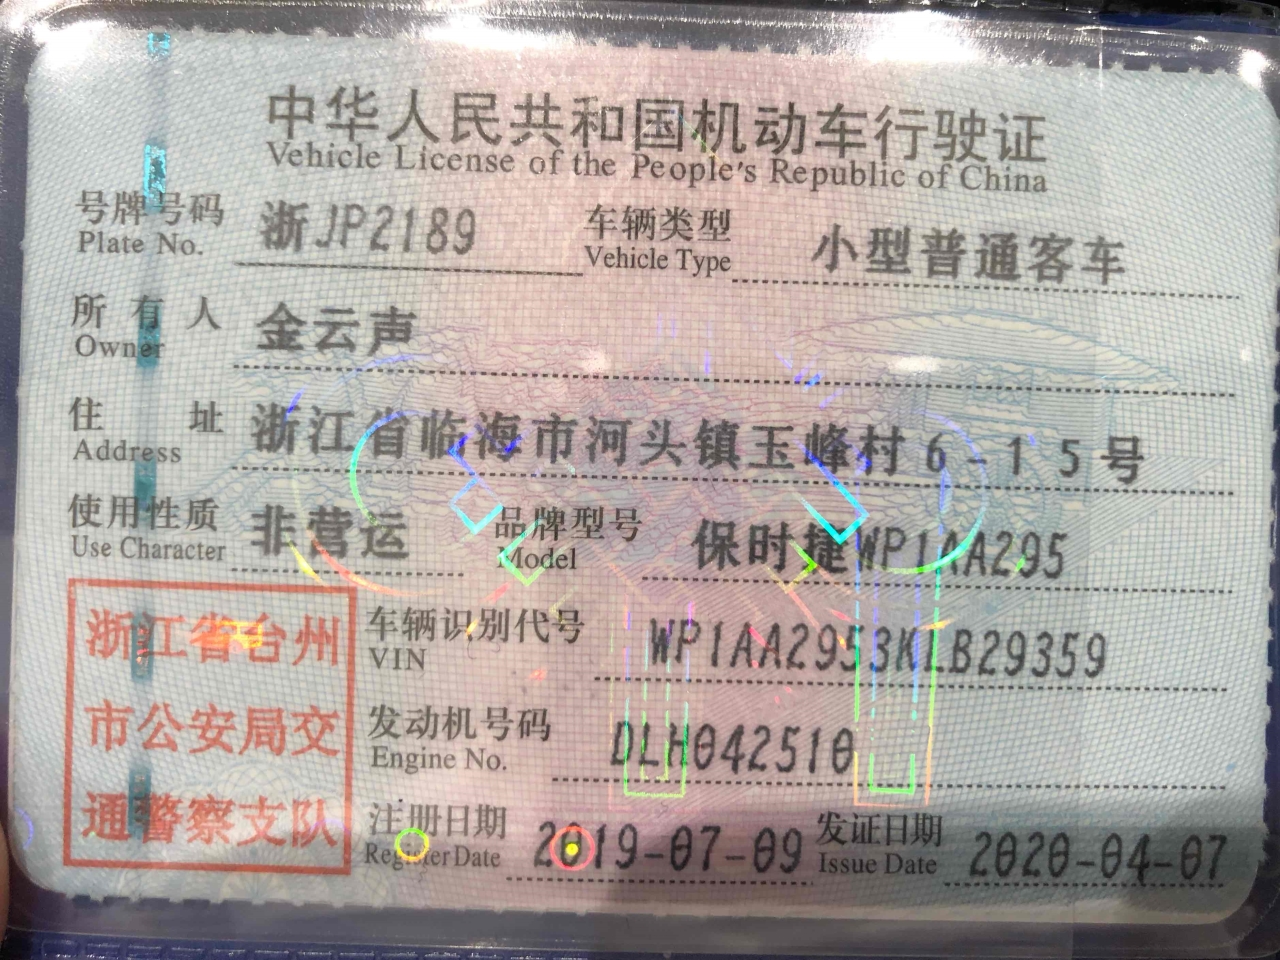 中华人民共和国机动车行驶证
Vehicle License of the People's Republic of China
号牌号码 浙JP2189 车辆类型 小型普通客车
Plate No. Vehicle Type
所有人 金云声
Owner
住址 浙江省临海市河头镇玉峰村6-15号
Address
使用性质 非营运 品牌型号 保时捷WP1AA295
Use Character Model
浙江省台州
市公安局交
通警察支队
车辆识别代号 WP1AA2953KLB29359
VIN
发动机号码 DLH042510
Engine No.
注册日期 2019-07-09 发证日期 2020-04-07
Register Date Issue Date